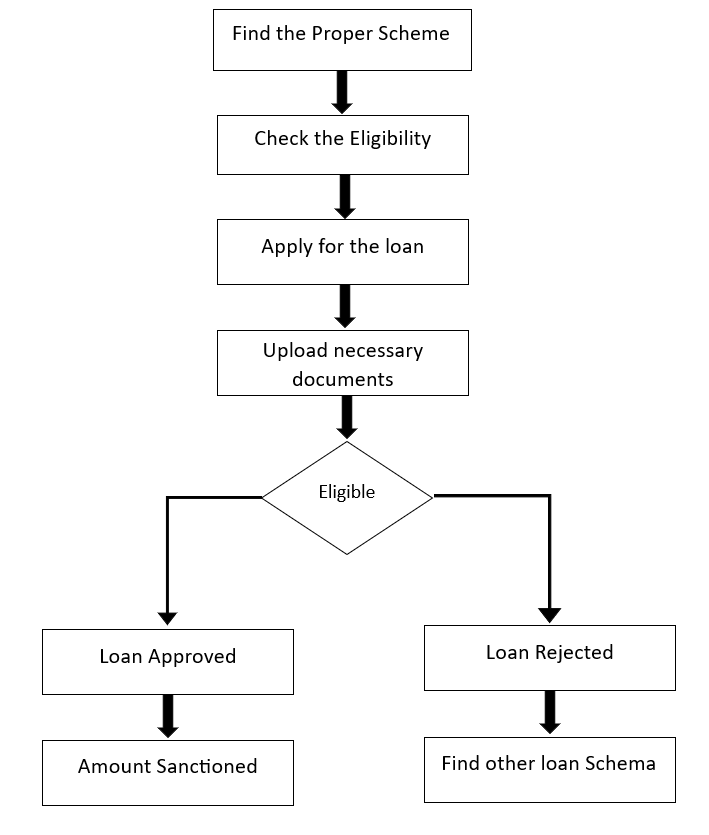 Find the Proper Scheme
Check the Eligibility
Apply for the loan
Upload necessary
documents
Eligible
Loan Approved
Loan Rejected
Amount Sanctioned
Find other loan Schema